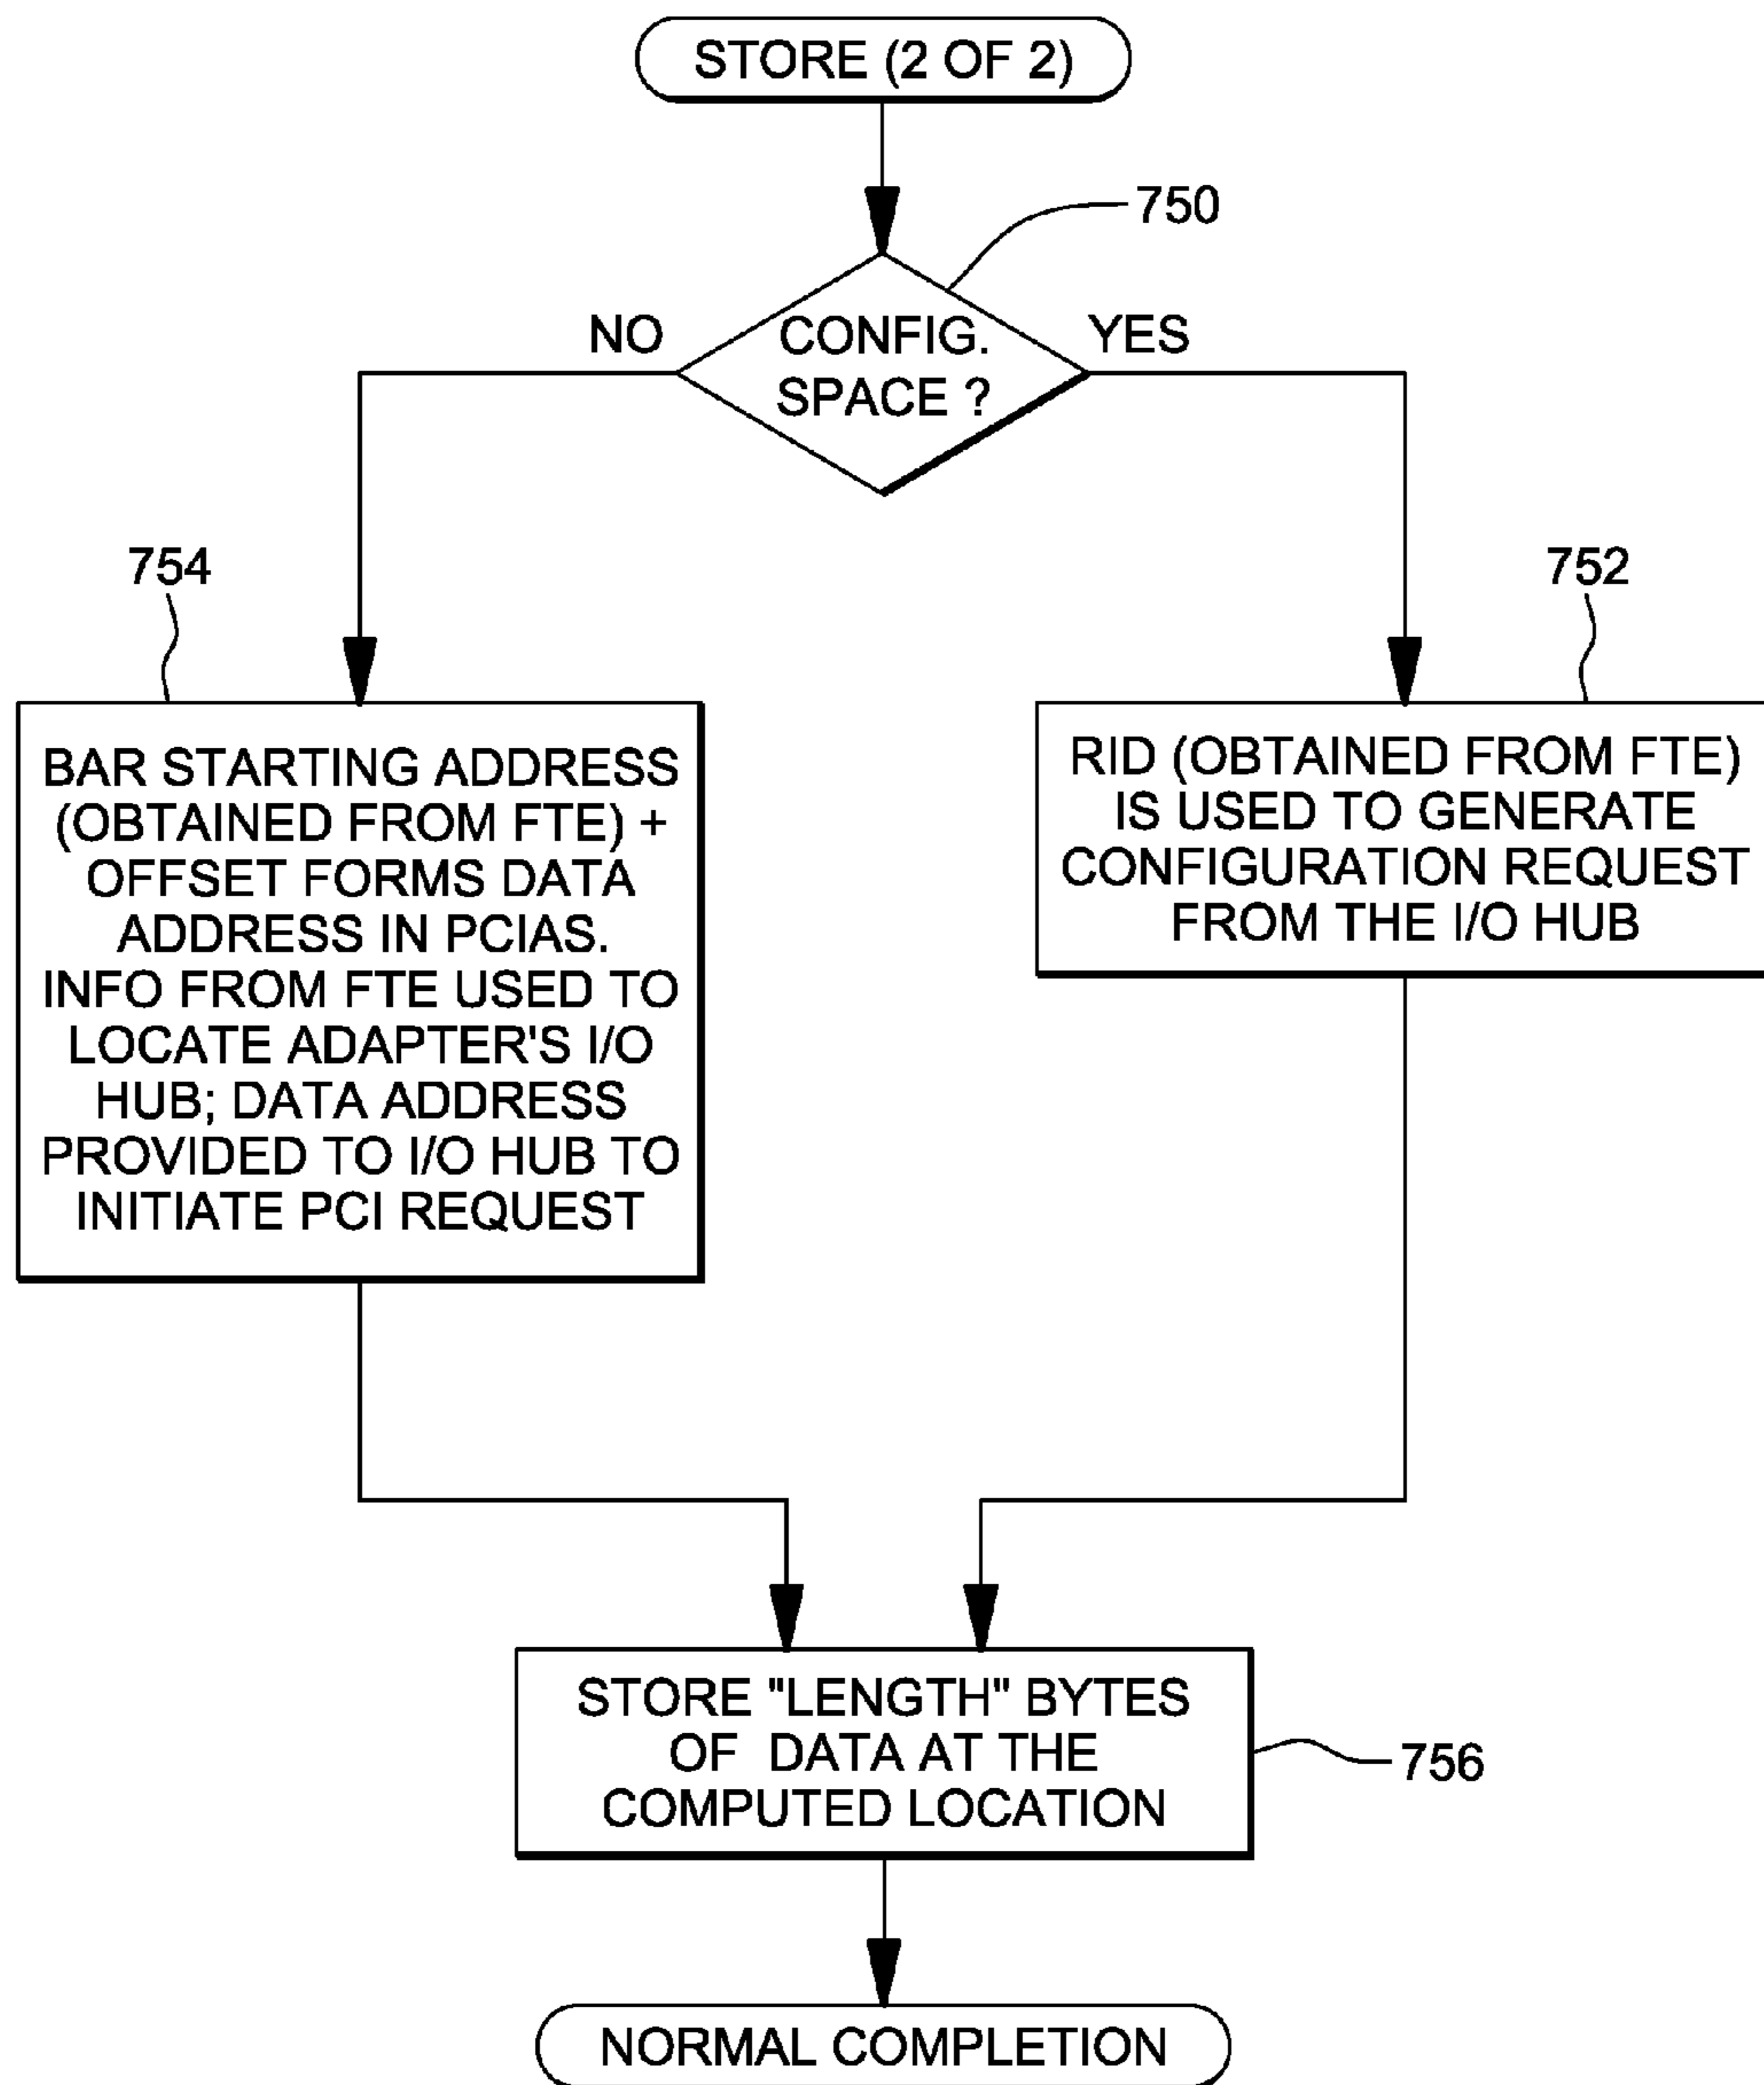 STORE (2 OF 2)
750
NO
CONFIG.
SPACE ?
YES
754
752
BAR STARTING ADDRESS
(OBTAINED FROM FTE) +
OFFSET FORMS DATA
ADDRESS IN PCIAS.
INFO FROM FTE USED TO
LOCATE ADAPTER'S I/O
HUB; DATA ADDRESS
PROVIDED TO I/O HUB TO
INITIATE PCI REQUEST
RID (OBTAINED FROM FTE)
IS USED TO GENERATE
CONFIGURATION REQUEST
FROM THE I/O HUB
STORE "LENGTH" BYTES
OF DATA AT THE
COMPUTED LOCATION
756
NORMAL COMPLETION